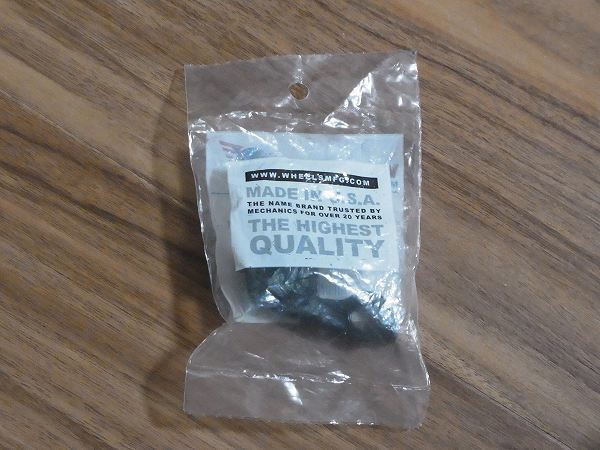 WWW.WHEELSMFG.COM
MADE IN U.S.A.
THE NAME BRAND TRUSTED BY
MECHANICS FOR OVER 20 YEARS
THE HIGHEST
QUALITY